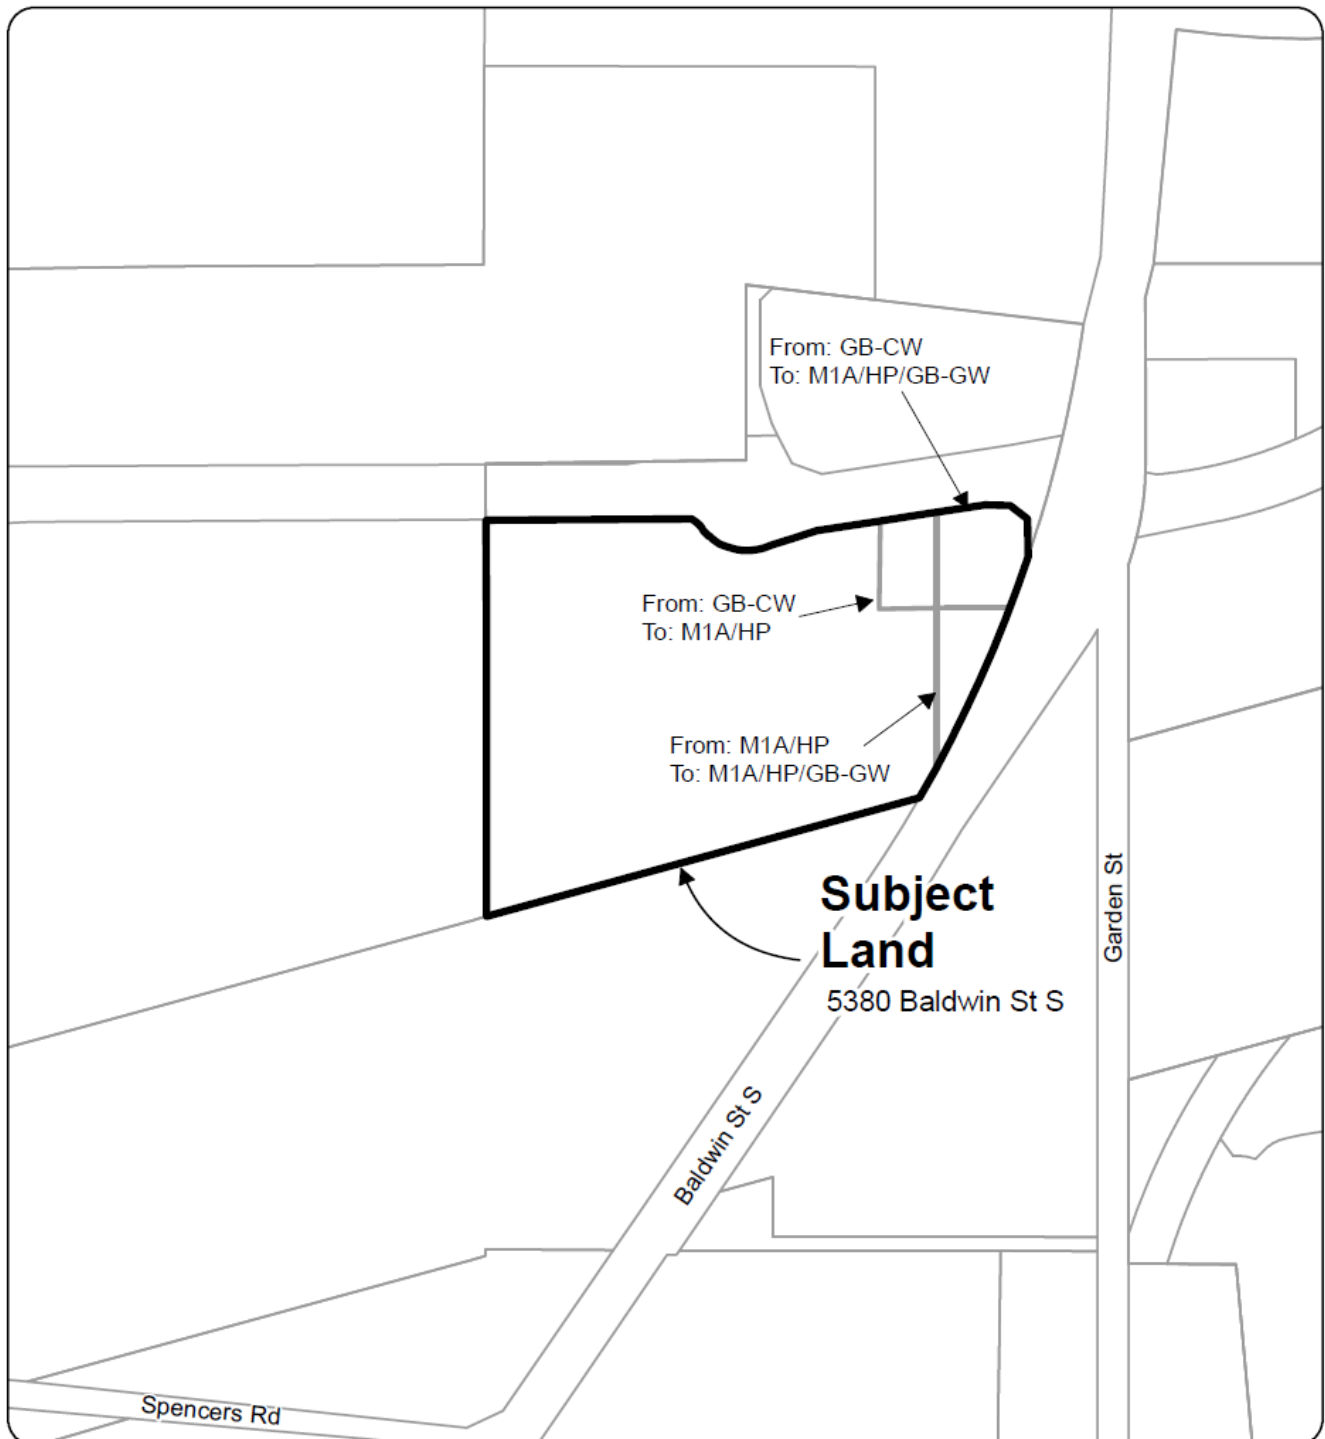 From: GB-CW
To: M1A/HP/GB-GW
From: GB-CW
To: M1A/HP
From: M1A/HP
To: M1A/HP/GB-GW
Subject
Land
5380 Baldwin St S
Garden St
Baldwin St S
Spencers Rd